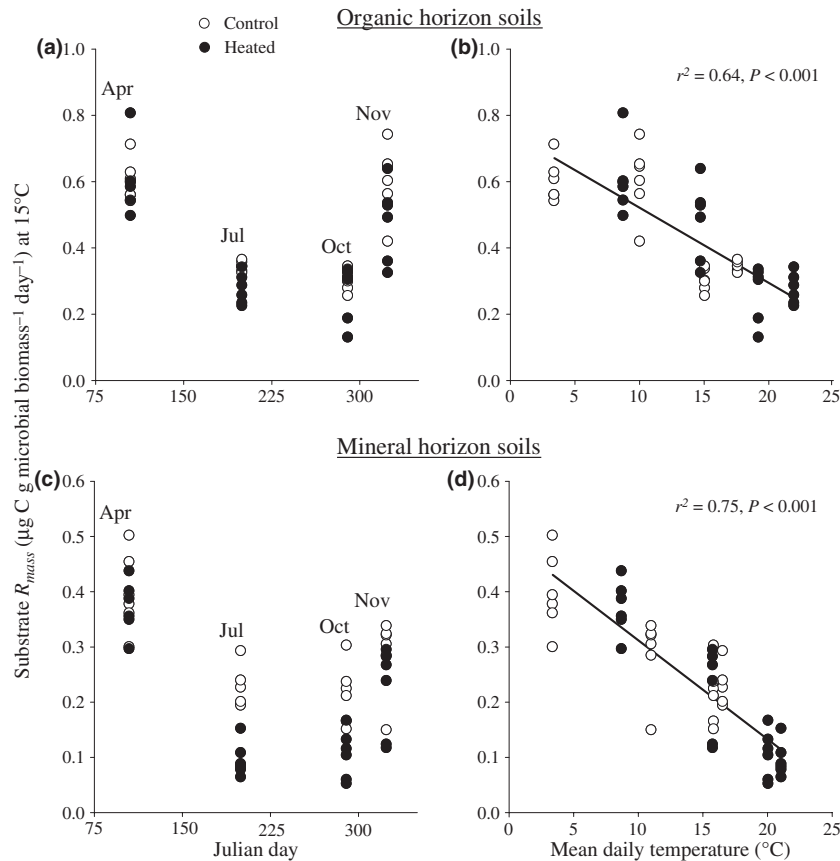 Organic horizon soils
Control
Heated
(a)
1.0
0.8
0.6
0.4
0.2
0.0
Apr
Jul
Oct
Nov
75
150
225
300
(b)
1.0
0.8
0.6
0.4
0.2
0.0
r² = 0.64, P < 0.001
0
5
10
15
20
25
Substrate R_mass (µg C g microbial biomass⁻¹ day⁻¹) at 15°C
Mineral horizon soils
(c)
0.6
0.5
0.4
0.3
0.2
0.1
0.0
Apr
Jul
Oct
Nov
75
150
225
300
Julian day
(d)
0.6
0.5
0.4
0.3
0.2
0.1
0.0
r² = 0.75, P < 0.001
0
5
10
15
20
25
Mean daily temperature (°C)